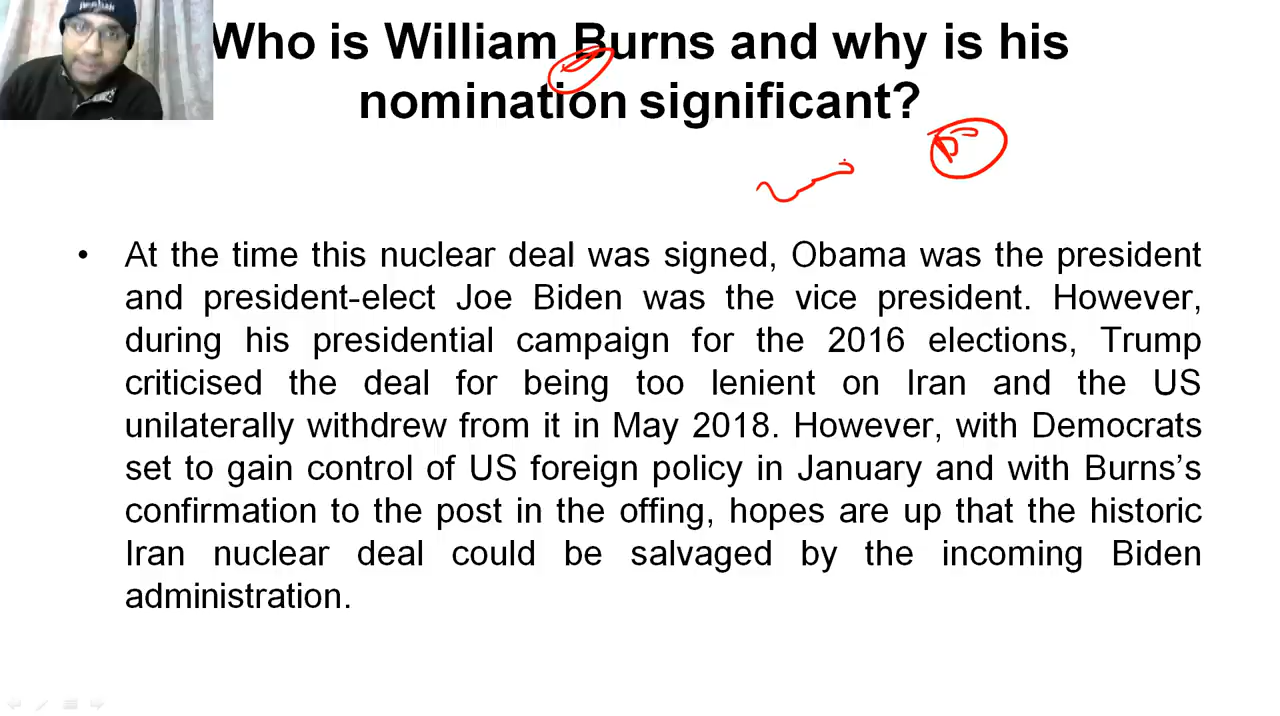 Who is William Burns and why is his
nomination significant?
• At the time this nuclear deal was signed, Obama was the president
and president-elect Joe Biden was the vice president. However,
during his presidential campaign for the 2016 elections, Trump
criticised the deal for being too lenient on Iran and the US
unilaterally withdrew from it in May 2018. However, with Democrats
set to gain control of US foreign policy in January and with Burns’s
confirmation to the post in the offing, hopes are up that the historic
Iran nuclear deal could be salvaged by the incoming Biden
administration.